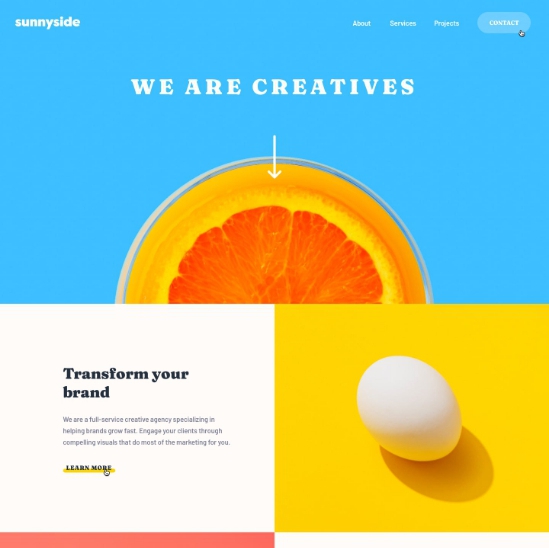 sunnyside
About Services Projects CONTACT
WE ARE CREATIVES
Transform your
brand
We are a full-service creative agency specializing in
helping brands grow fast. Engage your clients through
compelling visuals that do most of the marketing for you.
LEARN MORE